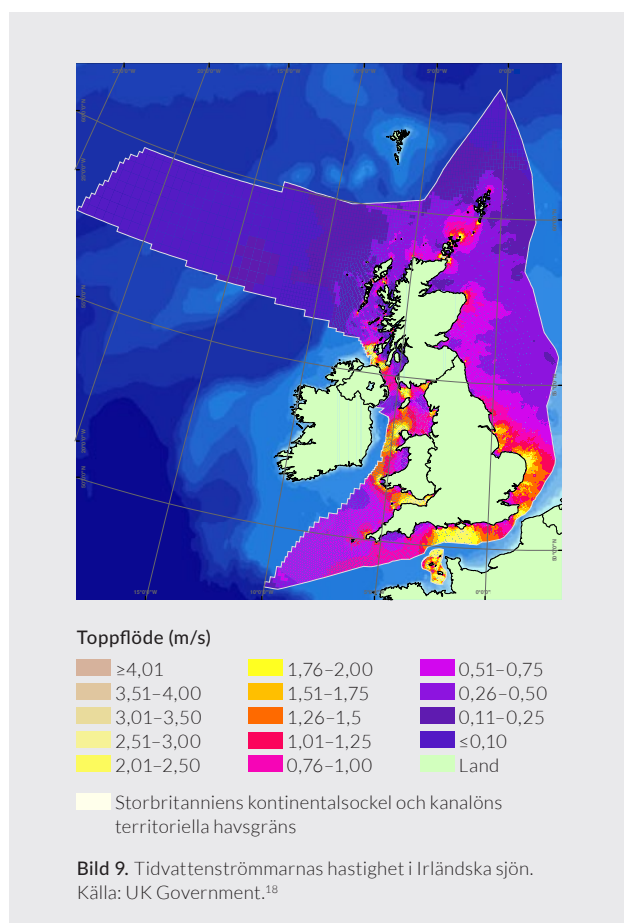 Toppflöde (m/s)
≥4,01
3,51–4,00
3,01–3,50
2,51–3,00
2,01–2,50
1,76–2,00
1,51–1,75
1,26–1,5
1,01–1,25
0,76–1,00
0,51–0,75
0,26–0,50
0,11–0,25
≤0,10
Land
Storbritanniens kontinentalsockel och kanalöns
territoriella havsgräns
Bild 9. Tidvattenströmmarnas hastighet i Irländska sjön.
Källa: UK Government.¹⁸